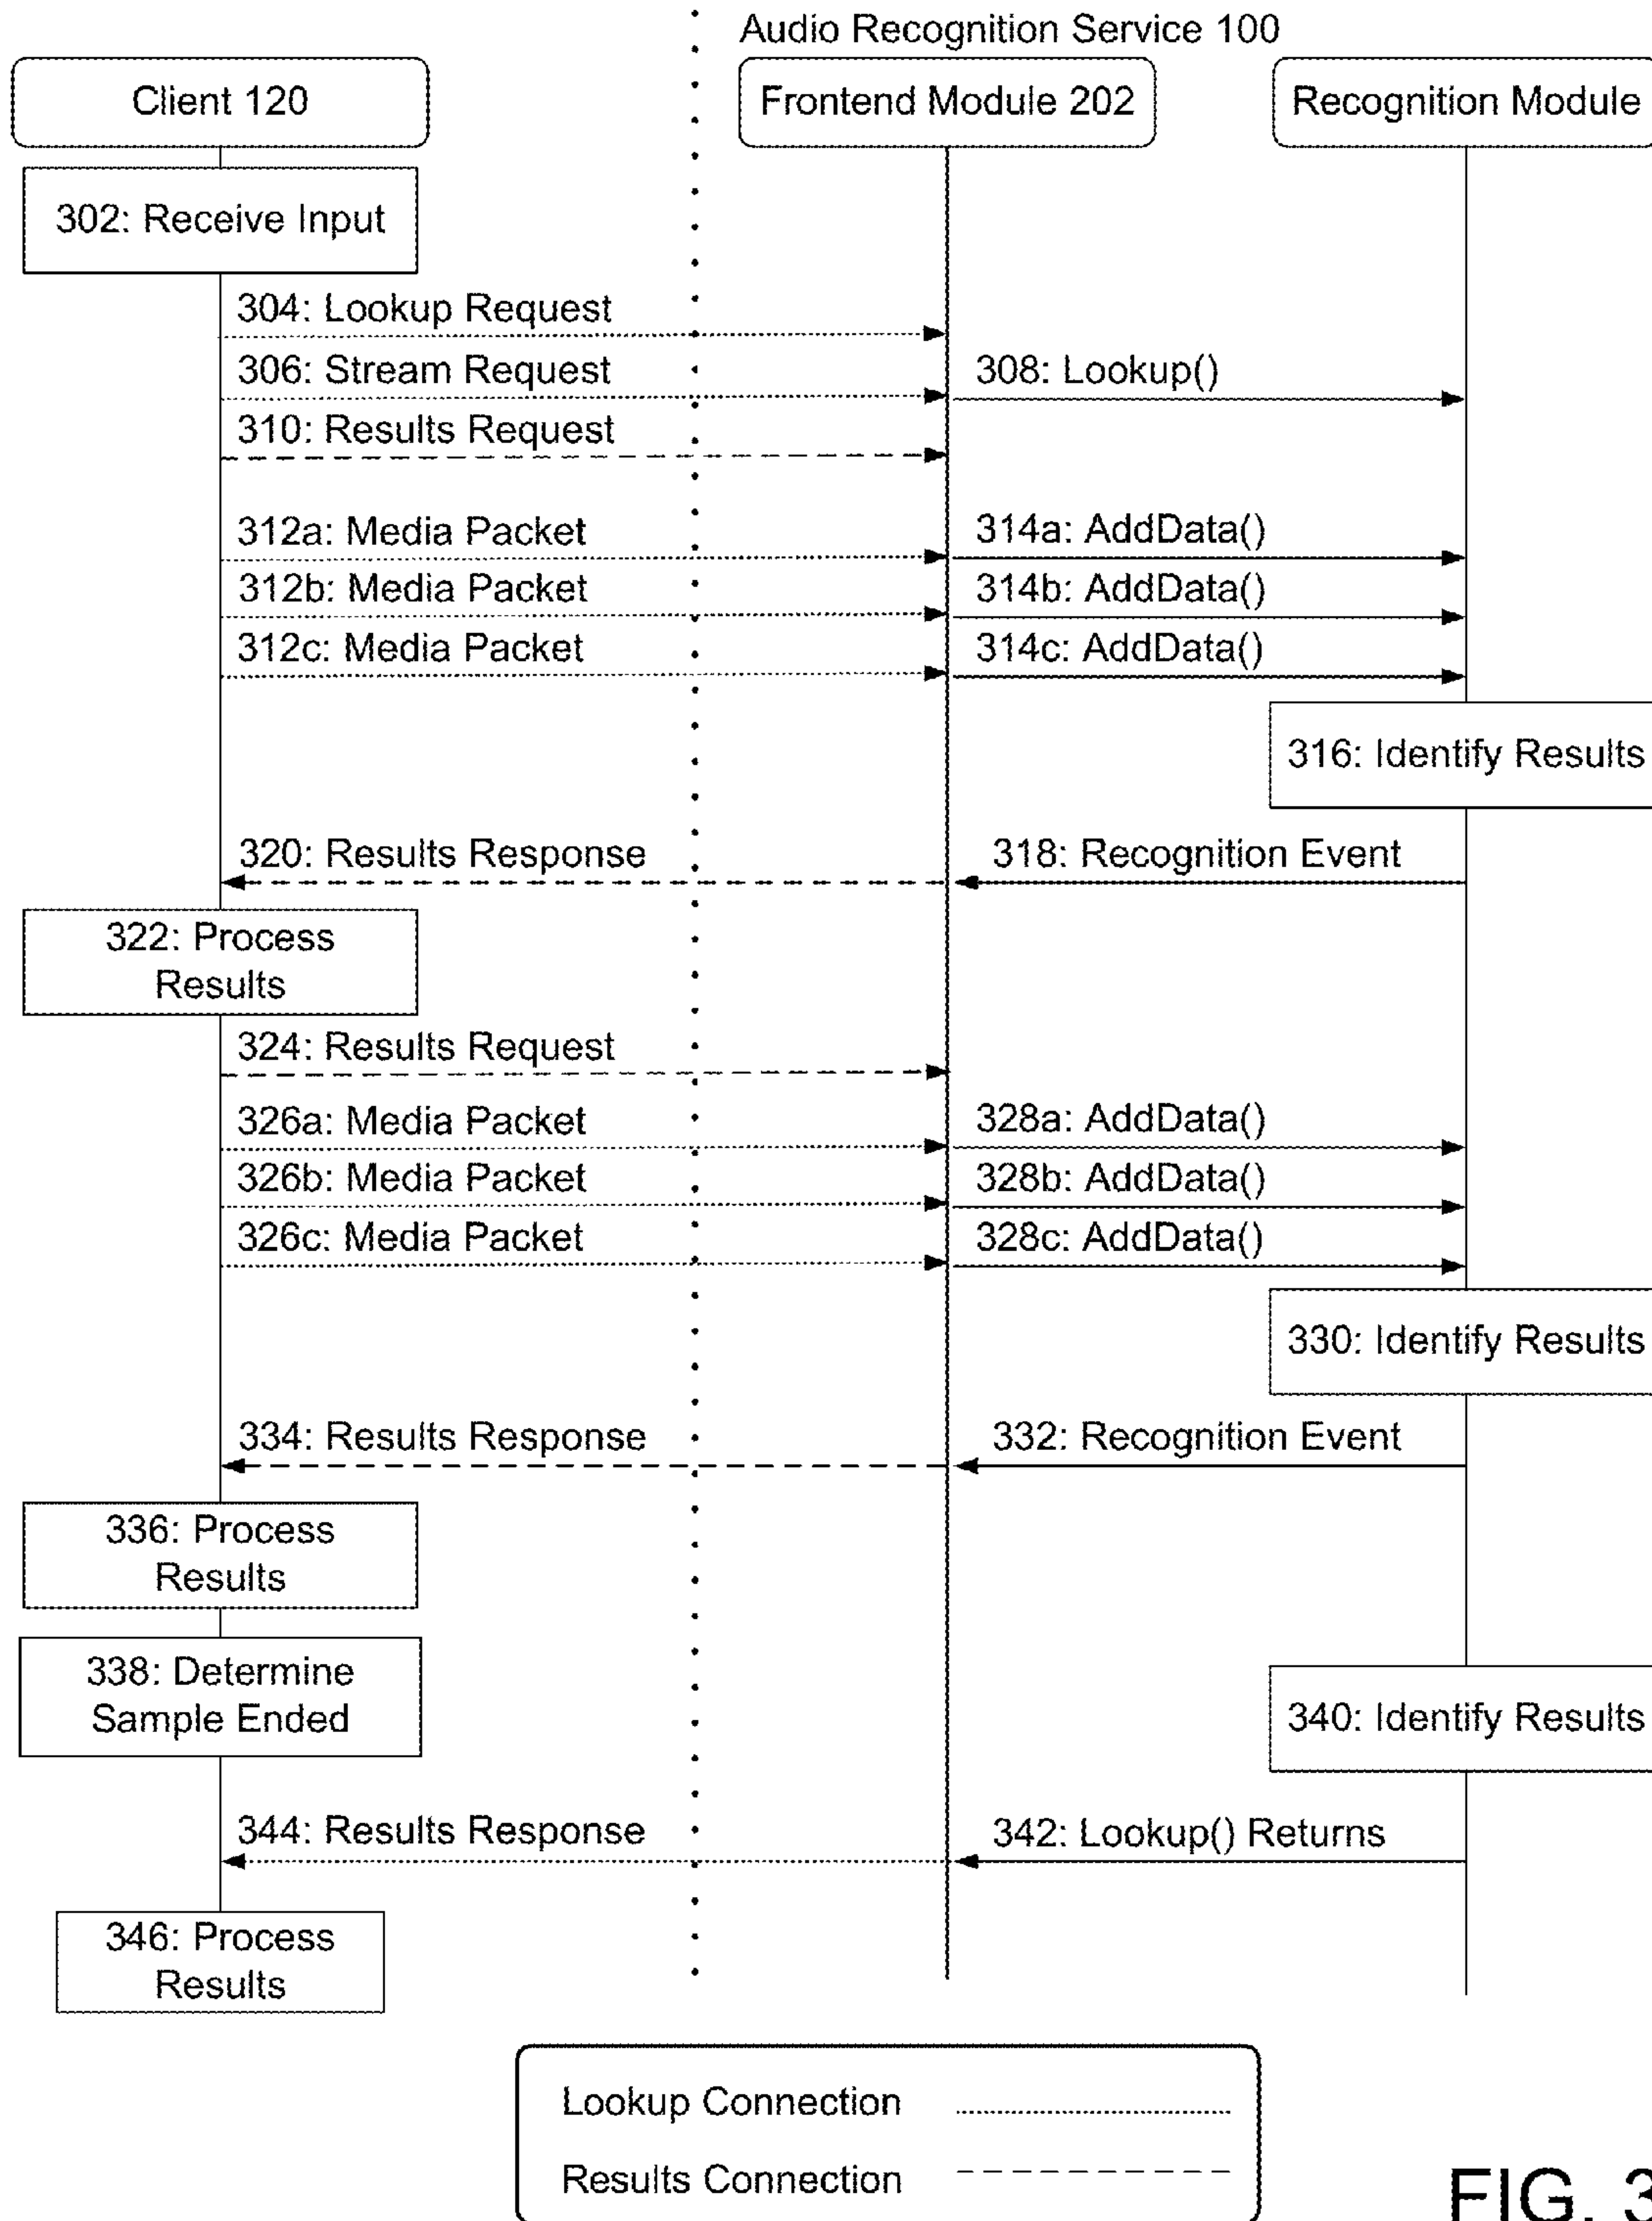 Audio Recognition Service 100
Client 120
Frontend Module 202
Recognition Module
302: Receive Input
304: Lookup Request
306: Stream Request
308: Lookup()
310: Results Request
312a: Media Packet
314a: AddData()
312b: Media Packet
314b: AddData()
312c: Media Packet
314c: AddData()
316: Identify Results
320: Results Response
318: Recognition Event
322: Process
Results
324: Results Request
326a: Media Packet
328a: AddData()
326b: Media Packet
328b: AddData()
326c: Media Packet
328c: AddData()
330: Identify Results
334: Results Response
332: Recognition Event
336: Process
Results
338: Determine
Sample Ended
340: Identify Results
344: Results Response
342: Lookup() Returns
346: Process
Results
Lookup Connection
Results Connection
FIG. 3